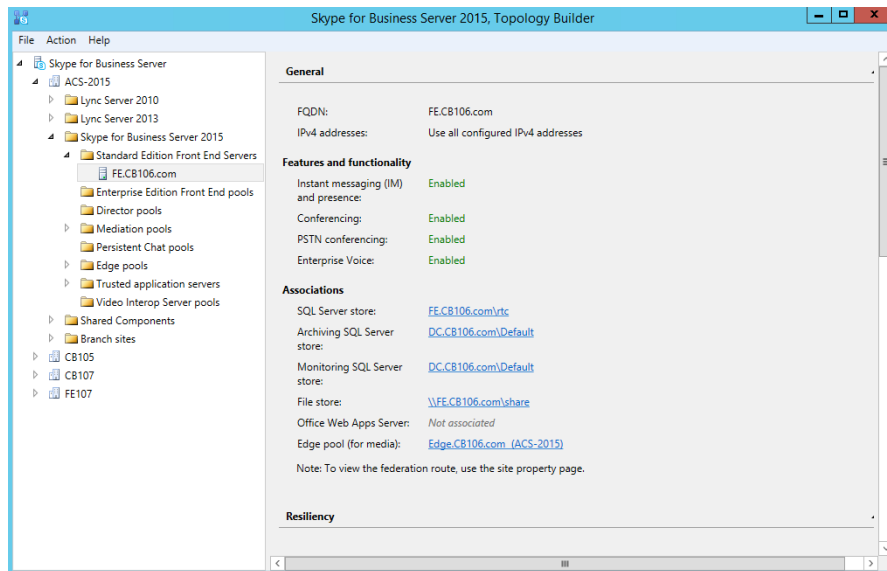 Skype for Business Server 2015, Topology Builder
File Action Help
Skype for Business Server
ACS-2015
Lync Server 2010
Lync Server 2013
Skype for Business Server 2015
Standard Edition Front End Servers
FE.CB106.com
Enterprise Edition Front End pools
Director pools
Mediation pools
Persistent Chat pools
Edge pools
Trusted application servers
Video Interop Server pools
Shared Components
Branch sites
CB105
CB107
FE107
General
FQDN: FE.CB106.com
IPv4 addresses: Use all configured IPv4 addresses
Features and functionality
Instant messaging (IM) Enabled
and presence:
Conferencing: Enabled
PSTN conferencing: Enabled
Enterprise Voice: Enabled
Associations
SQL Server store: FE.CB106.com\rtc
Archiving SQL Server DC.CB106.com\Default
store:
Monitoring SQL Server DC.CB106.com\Default
store:
File store: \\FE.CB106.com\share
Office Web Apps Server: Not associated
Edge pool (for media): Edge.CB106.com (ACS-2015)
Note: To view the federation route, use the site property page.
Resiliency